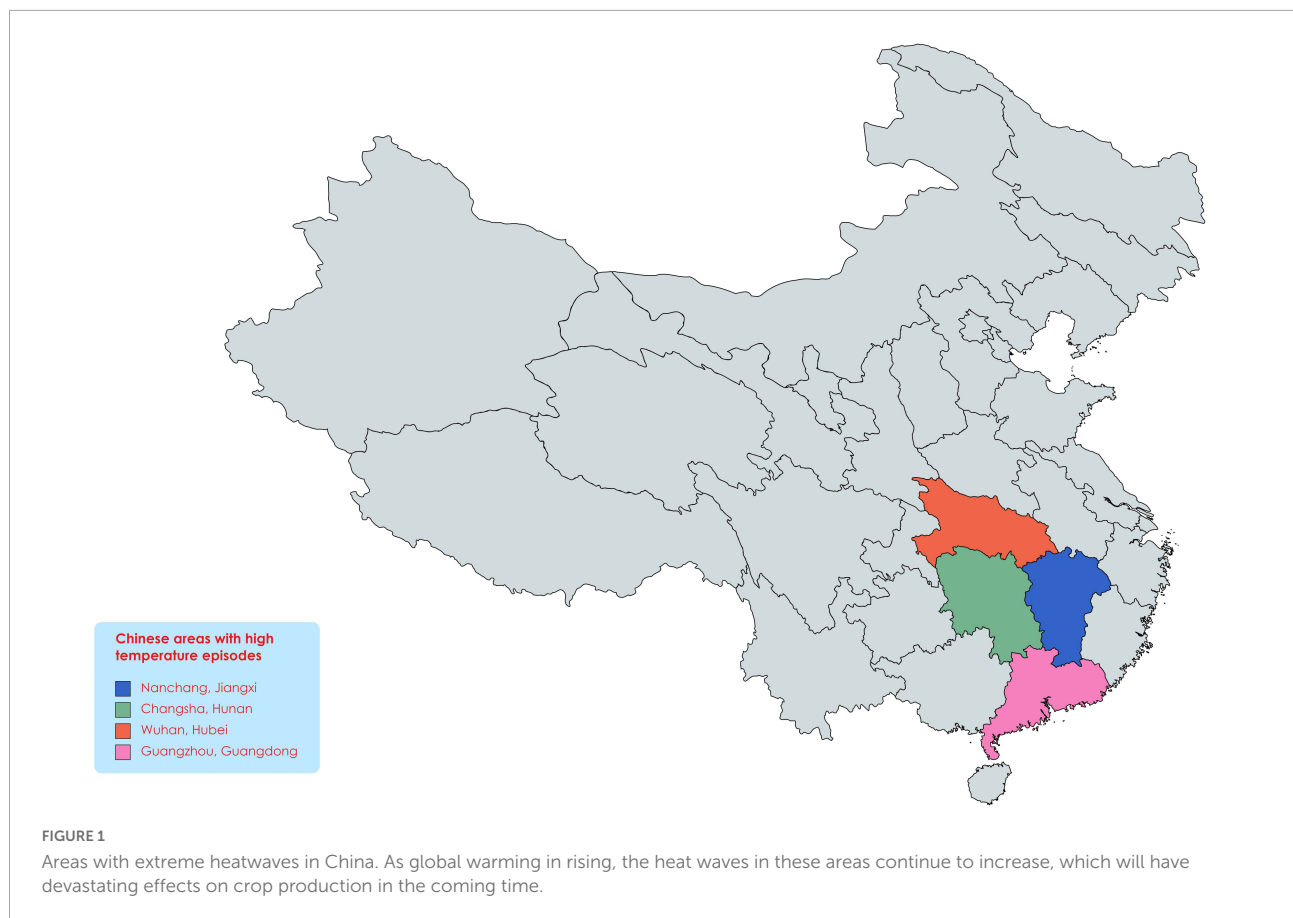 Chinese areas with high
temperature episodes
Nanchang, Jiangxi
Changsha, Hunan
Wuhan, Hubei
Guangzhou, Guangdong
FIGURE 1
Areas with extreme heatwaves in China. As global warming in rising, the heat waves in these areas continue to increase, which will have
devastating effects on crop production in the coming time.